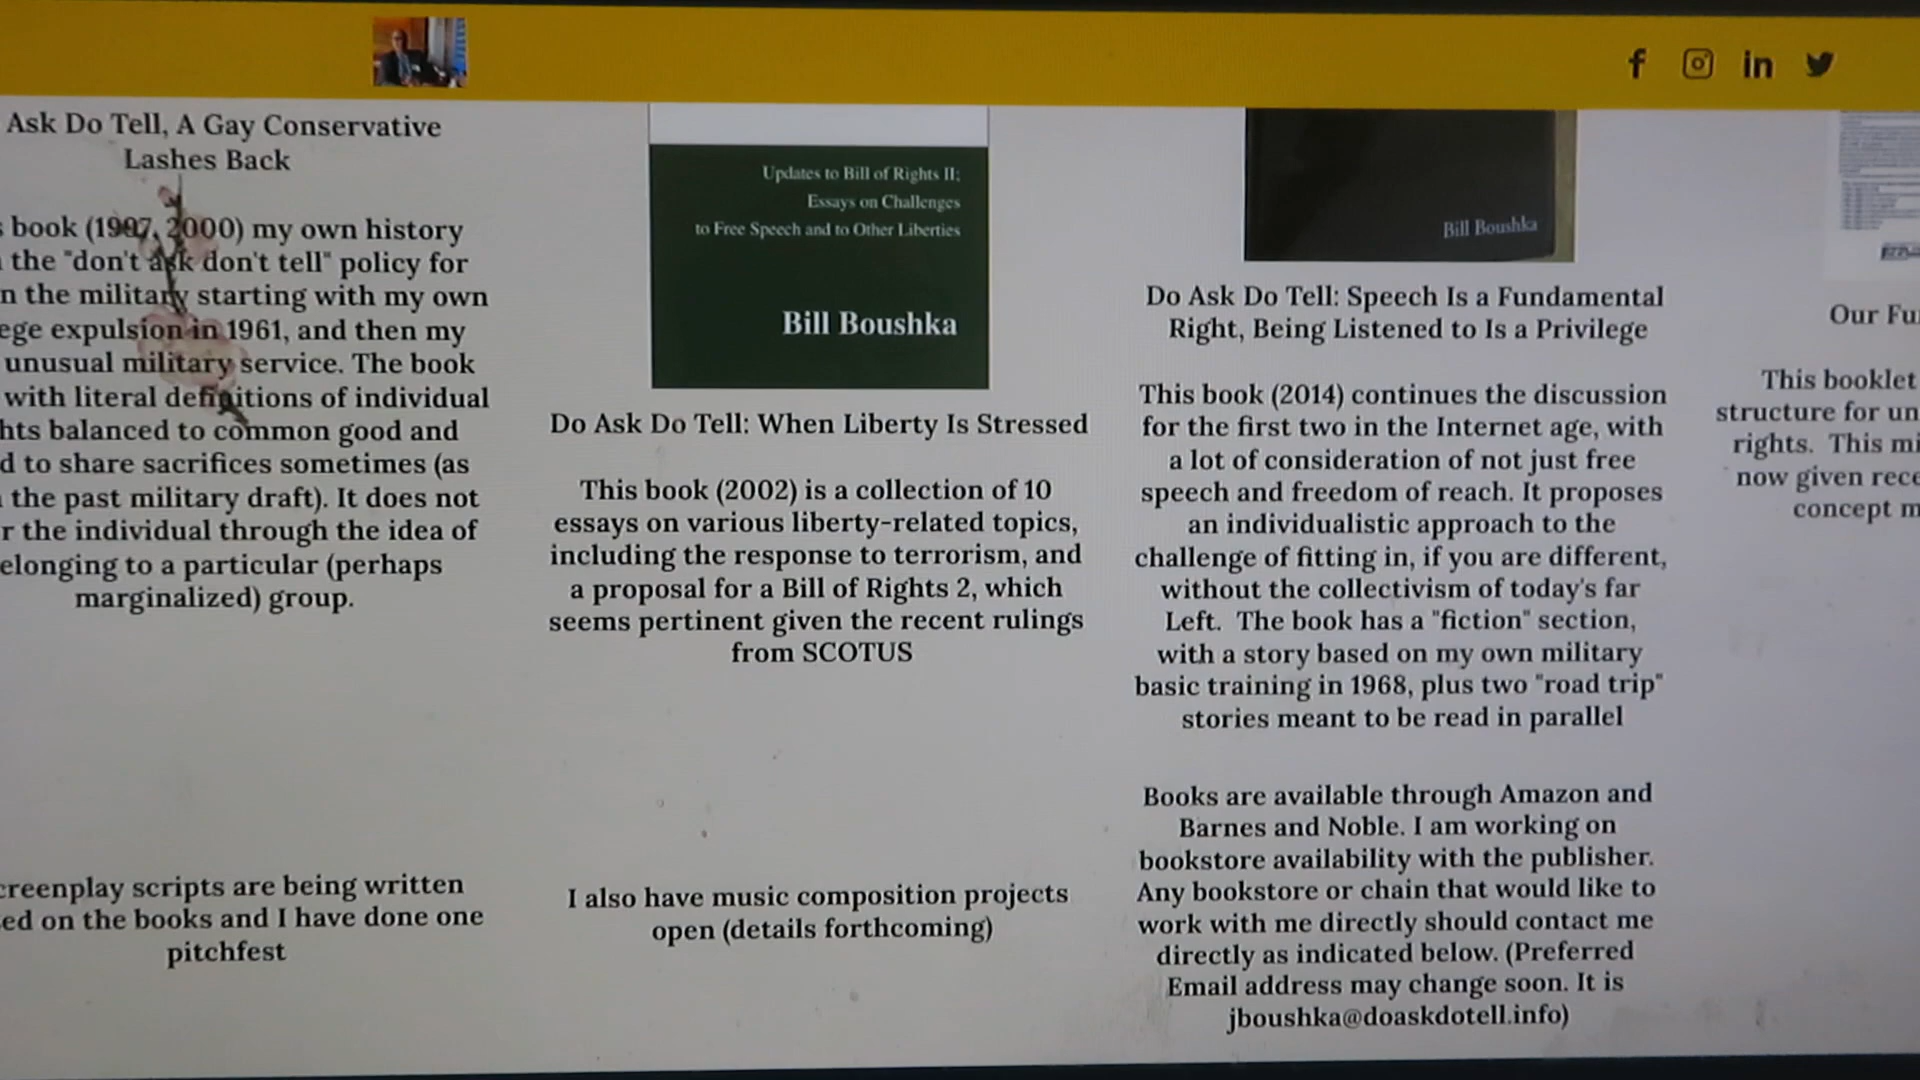 Ask Do Tell, A Gay Conservative
Lashes Back
book (1997, 2000) my own history
the "don't ask don't tell" policy for
n the military starting with my own
ege expulsion in 1961, and then my
unusual military service. The book
with literal definitions of individual
hts balanced to common good and
d to share sacrifices sometimes (as
the past military draft). It does not
r the individual through the idea of
elonging to a particular (perhaps
marginalized) group.
creenplay scripts are being written
ed on the books and I have done one
pitchfest
Updates to Bill of Rights II:
Essays on Challenges
to Free Speech and to Other Liberties
Bill Boushka
Do Ask Do Tell: When Liberty Is Stressed
This book (2002) is a collection of 10
essays on various liberty-related topics,
including the response to terrorism, and
a proposal for a Bill of Rights 2, which
seems pertinent given the recent rulings
from SCOTUS
I also have music composition projects
open (details forthcoming)
Bill Boushka
Do Ask Do Tell: Speech Is a Fundamental
Right, Being Listened to Is a Privilege
This book (2014) continues the discussion
for the first two in the Internet age, with
a lot of consideration of not just free
speech and freedom of reach. It proposes
an individualistic approach to the
challenge of fitting in, if you are different,
without the collectivism of today's far
Left. The book has a "fiction" section,
with a story based on my own military
basic training in 1968, plus two "road trip"
stories meant to be read in parallel
Books are available through Amazon and
Barnes and Noble. I am working on
bookstore availability with the publisher.
Any bookstore or chain that would like to
work with me directly should contact me
directly as indicated below. (Preferred
Email address may change soon. It is
jboushka@doaskdotell.info)
Our Fu
This booklet
structure for un
rights. This mi
now given rece
concept m